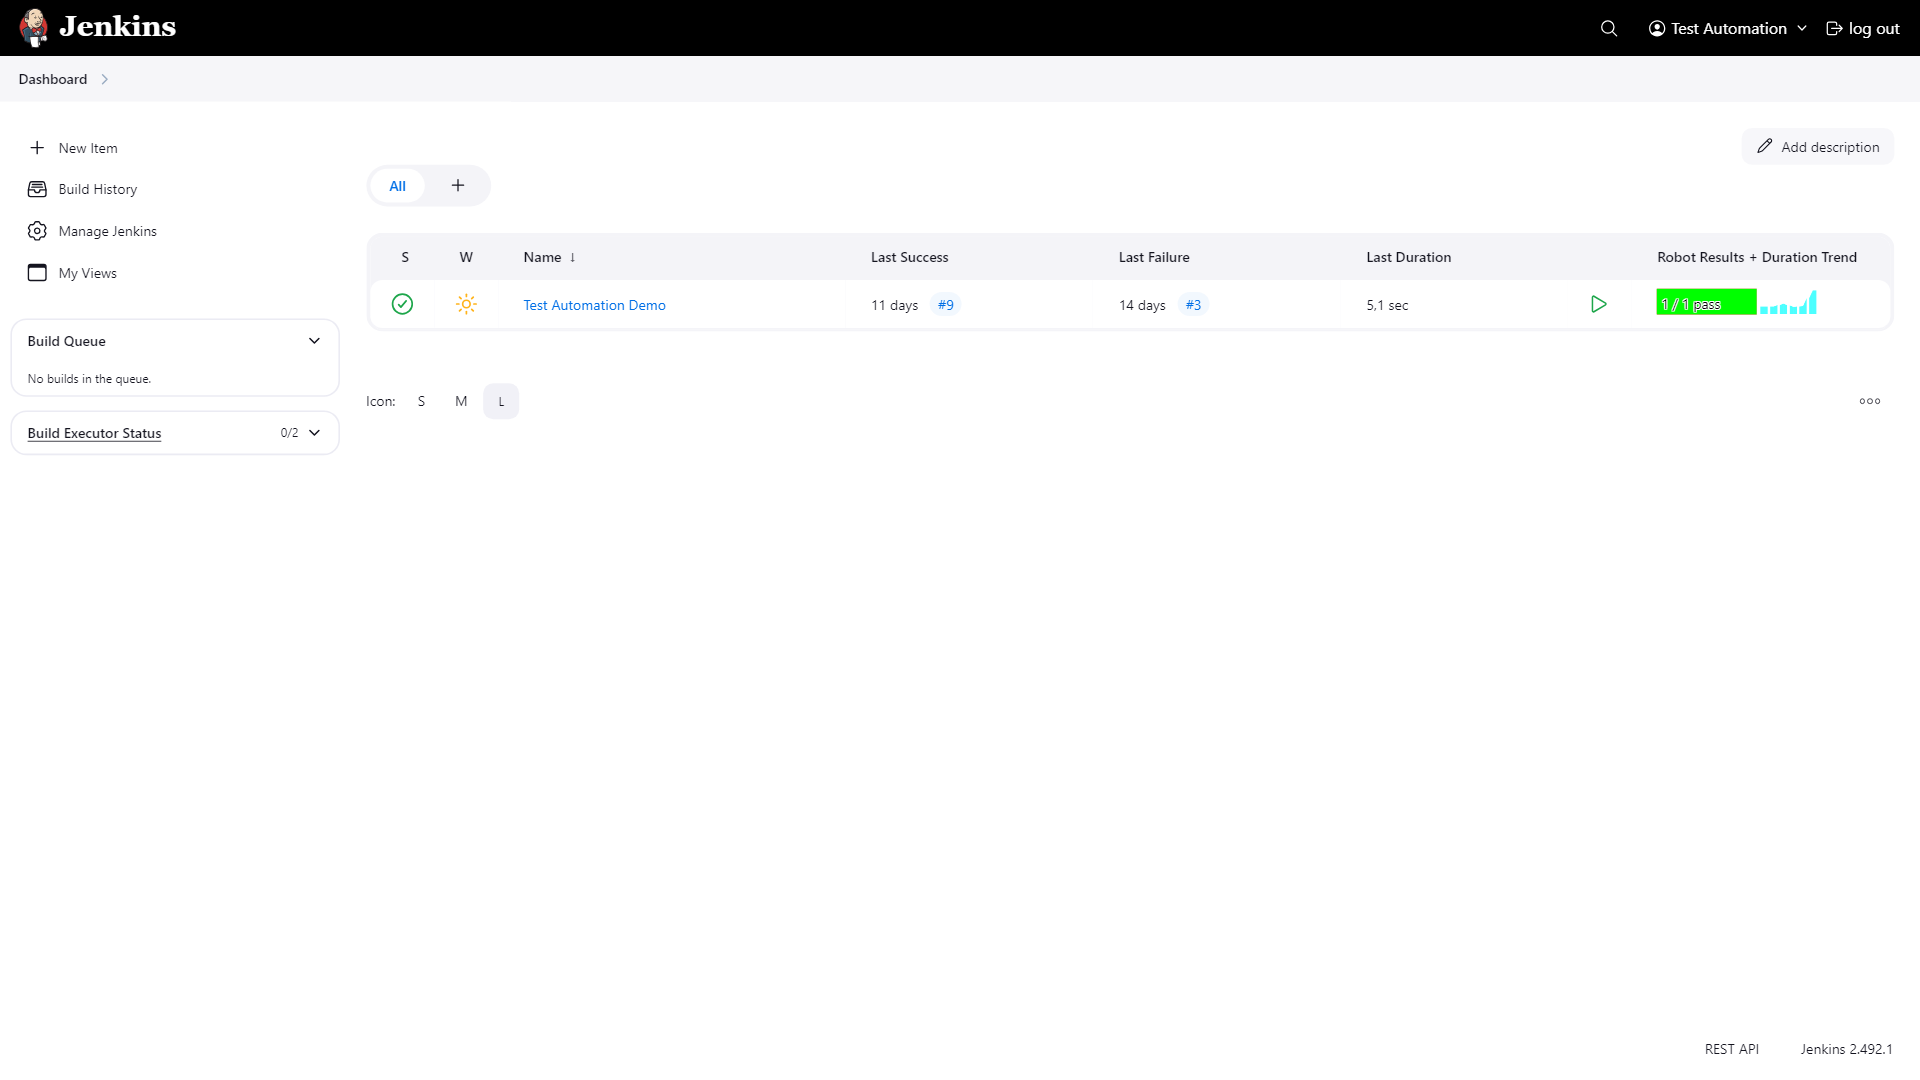 Jenkins
Test Automation
log out
Dashboard
New Item
Build History
Manage Jenkins
My Views
Build Queue
No builds in the queue.
Build Executor Status 0/2
Add description
All +
S W Name ↓ Last Success Last Failure Last Duration Robot Results + Duration Trend
Test Automation Demo 11 days #9 14 days #3 5,1 sec 1 / 1 pass
Icon: S M L
REST API Jenkins 2.492.1